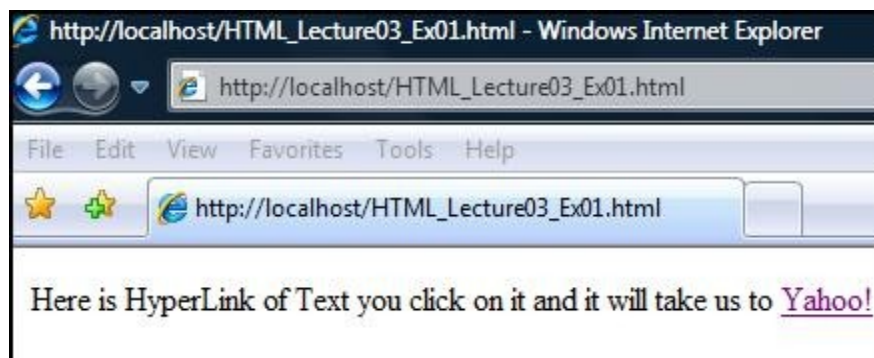 http://localhost/HTML_Lecture03_Ex01.html - Windows Internet Explorer
http://localhost/HTML_Lecture03_Ex01.html
File Edit View Favorites Tools Help
http://localhost/HTML_Lecture03_Ex01.html
Here is HyperLink of Text you click on it and it will take us to Yahoo!